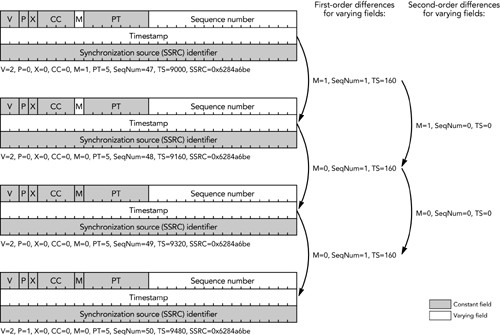 First-order differences
for varying fields:
Second-order differences
for varying fields:
V P X CC M PT Sequence number
Timestamp
Synchronization source (SSRC) identifier
V=2, P=0, X=0, CC=0, M=1, PT=5, SeqNum=47, TS=9000, SSRC=0x6284a6be
M=1, SeqNum=1, TS=160
V P X CC M PT Sequence number
Timestamp
Synchronization source (SSRC) identifier
V=2, P=0, X=0, CC=0, M=0, PT=5, SeqNum=48, TS=9160, SSRC=0x6284a6be
M=1, SeqNum=0, TS=0
M=0, SeqNum=1, TS=160
V P X CC M PT Sequence number
Timestamp
Synchronization source (SSRC) identifier
V=2, P=0, X=0, CC=0, M=0, PT=5, SeqNum=49, TS=9320, SSRC=0x6284a6be
M=0, SeqNum=0, TS=0
M=0, SeqNum=1, TS=160
V P X CC M PT Sequence number
Timestamp
Synchronization source (SSRC) identifier
V=2, P=1, X=0, CC=0, M=0, PT=5, SeqNum=50, TS=9480, SSRC=0x6284a6be
Constant field
Varying field